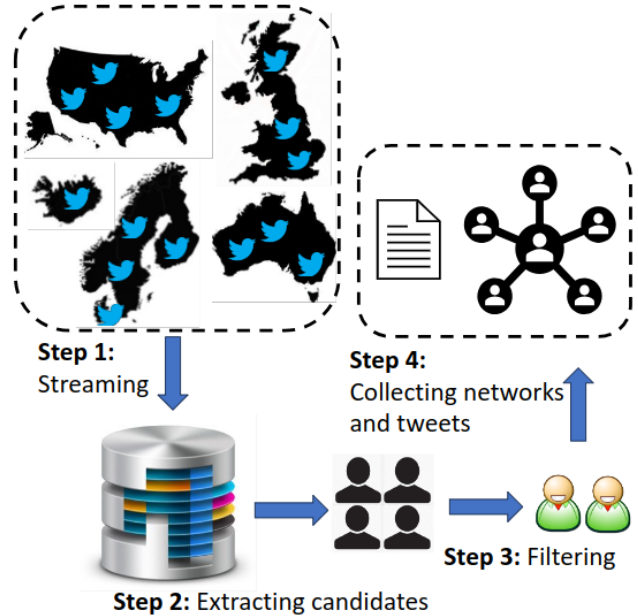 Step 1:
Streaming
Step 4:
Collecting networks
and tweets
Step 3: Filtering
Step 2: Extracting candidates